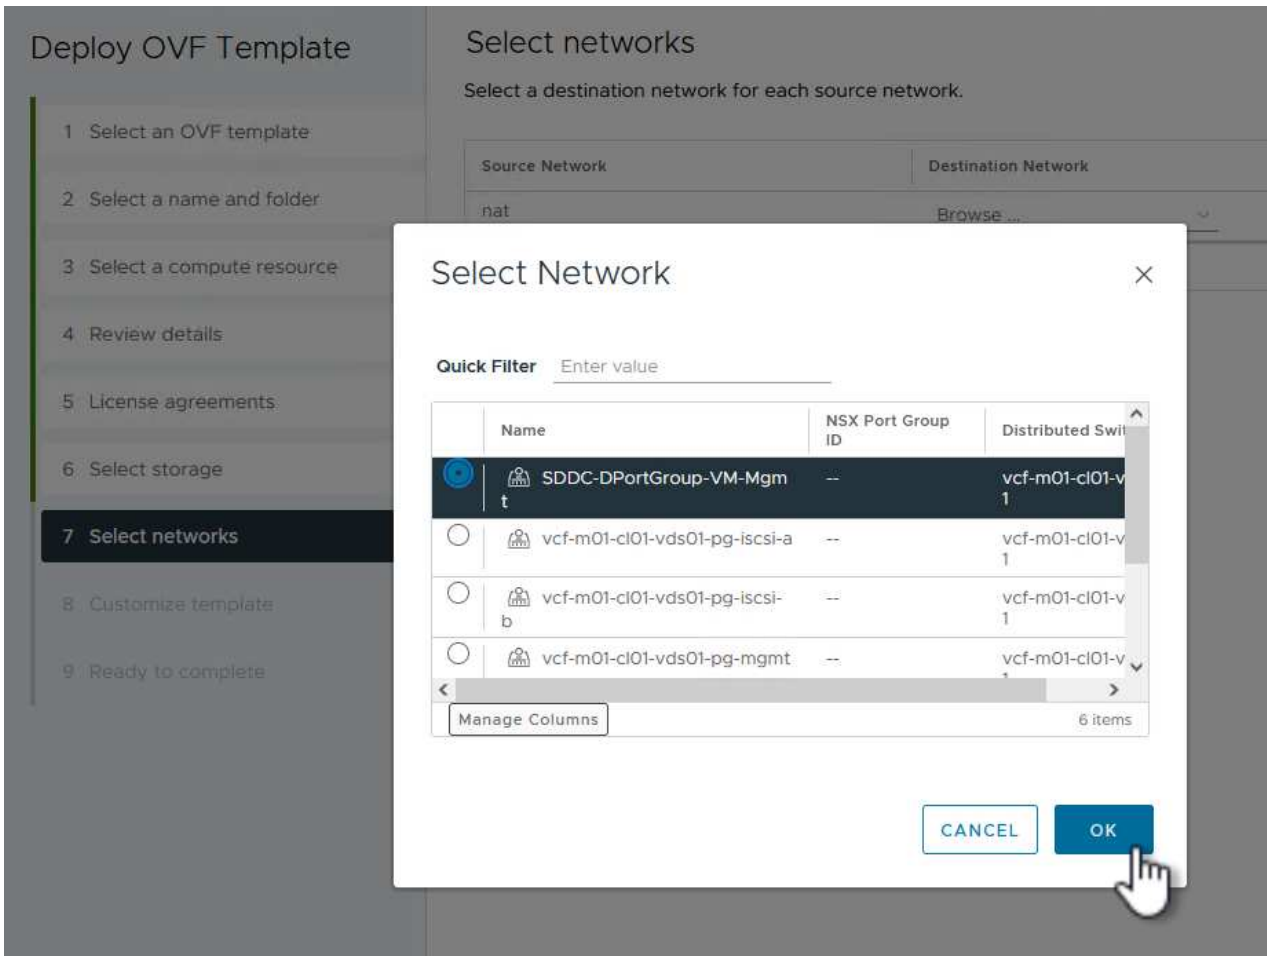 Deploy OVF Template
1 Select an OVF template
2 Select a name and folder
3 Select a compute resource
4 Review details
5 License agreements
6 Select storage
7 Select networks
8 Customize template
9 Ready to complete
Select networks
Select a destination network for each source network.
Source Network Destination Network
nat Browse ...
Select Network
Quick Filter Enter value
Name NSX Port Group ID Distributed Swit
SDDC-DPortGroup-VM-Mgm -- vcf-m01-cl01-v
t 1
vcf-m01-cl01-vds01-pg-iscsi-a -- vcf-m01-cl01-v
1
vcf-m01-cl01-vds01-pg-iscsi- -- vcf-m01-cl01-v
b 1
vcf-m01-cl01-vds01-pg-mgmt -- vcf-m01-cl01-v
Manage Columns 6 items
CANCEL OK